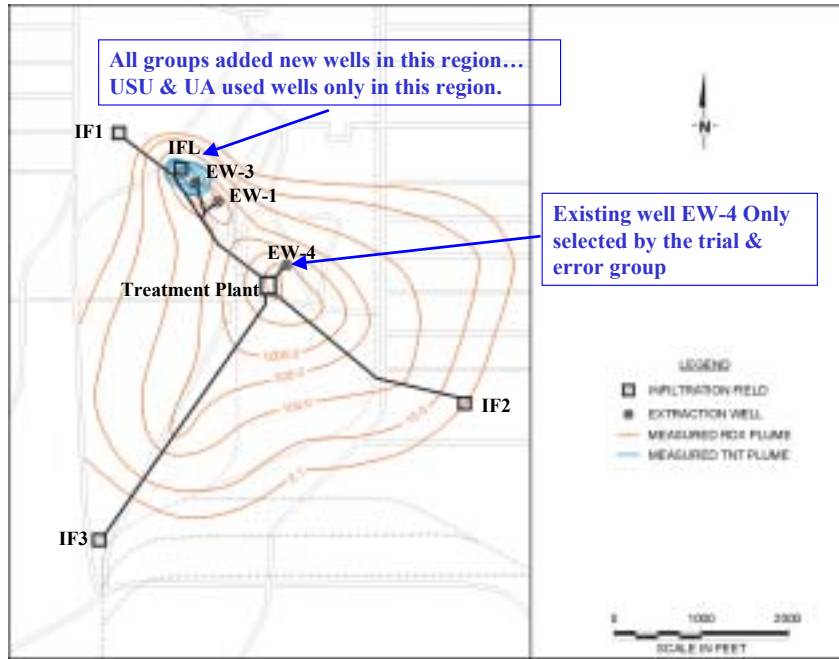 All groups added new wells in this region…
USU & UA used wells only in this region.
IF1
IFL
EW-3
EW-1
N
Existing well EW-4 Only
selected by the trial &
error group
EW-4
Treatment Plant
IF2
LEGEND
INFILTRATION FIELD
EXTRACTION WELL
MEASURED RDX PLUME
MEASURED TNT PLUME
IF3
0 1000 2000
SCALE IN FEET